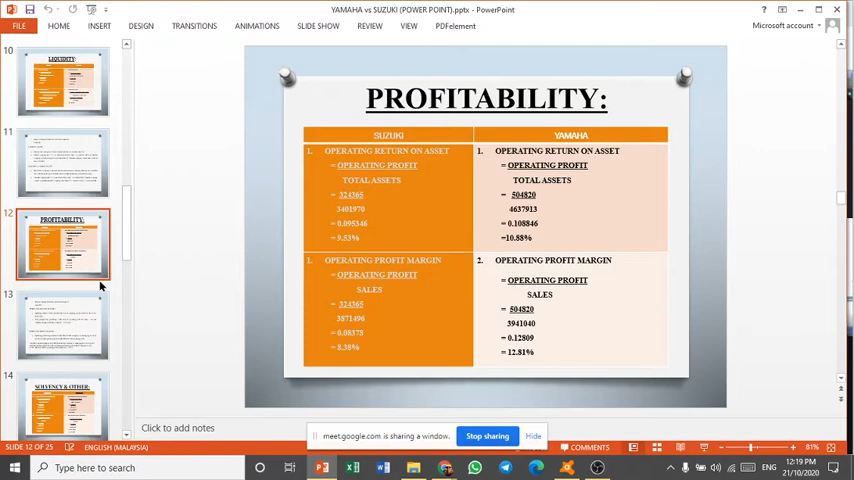 YAMAHA vs SUZUKI (POWER POINT).pptx - PowerPoint
FILE HOME INSERT DESIGN TRANSITIONS ANIMATIONS SLIDE SHOW REVIEW VIEW PDFelement Microsoft account
10
LIQUIDITY:
11
12
PROFITABILITY:
13
14
SOLVENCY & OTHER:
PROFITABILITY:
SUZUKI
1. OPERATING RETURN ON ASSET
= OPERATING PROFIT
TOTAL ASSETS
= 324365
3401970
= 0.095346
= 9.53%
1. OPERATING PROFIT MARGIN
= OPERATING PROFIT
SALES
= 324365
3871496
= 0.08378
= 8.38%
YAMAHA
1. OPERATING RETURN ON ASSET
= OPERATING PROFIT
TOTAL ASSETS
= 504820
4637913
= 0.108846
=10.88%
2. OPERATING PROFIT MARGIN
= OPERATING PROFIT
SALES
= 504820
3941040
= 0.12809
= 12.81%
Click to add notes
meet.google.com is sharing a window. Stop sharing Hide
SLIDE 12 OF 25 ENGLISH (MALAYSIA) COMMENTS 81%
Type here to search
ENG
12:19 PM
21/10/2020